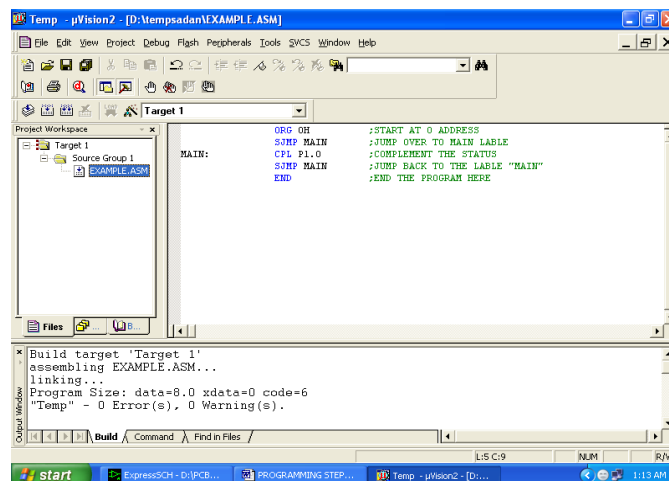 Temp - µVision2 - [D:\tempsadan\EXAMPLE.ASM]
File Edit View Project Debug Flash Peripherals Tools SVCS Window Help
Target 1
Project Workspace
Target 1
Source Group 1
EXAMPLE.ASM
Files
B...
ORG 0H ;START AT 0 ADDRESS
SJMP MAIN ;JUMP OVER TO MAIN LABLE
MAIN: CPL P1.0 ;COMPLEMENT THE STATUS
SJMP MAIN ;JUMP BACK TO THE LABLE "MAIN"
END ;END THE PROGRAM HERE
Build target 'Target 1'
assembling EXAMPLE.ASM...
linking...
Program Size: data=8.0 xdata=0 code=6
"Temp" - 0 Error(s), 0 Warning(s).
Output Window
Build Command Find in Files
L:5 C:9 NUM R/W
start ExpressSCH - D:\PCB... PROGRAMMING STEP... Temp - µVision2 - [D:... 1:13 AM